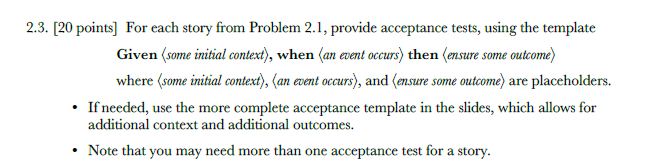 2.3. [20 points] For each story from Problem 2.1, provide acceptance tests, using the template
Given ⟨some initial context⟩, when ⟨an event occurs⟩ then ⟨ensure some outcome⟩
where ⟨some initial context⟩, ⟨an event occurs⟩, and ⟨ensure some outcome⟩ are placeholders.
• If needed, use the more complete acceptance template in the slides, which allows for
additional context and additional outcomes.
• Note that you may need more than one acceptance test for a story.